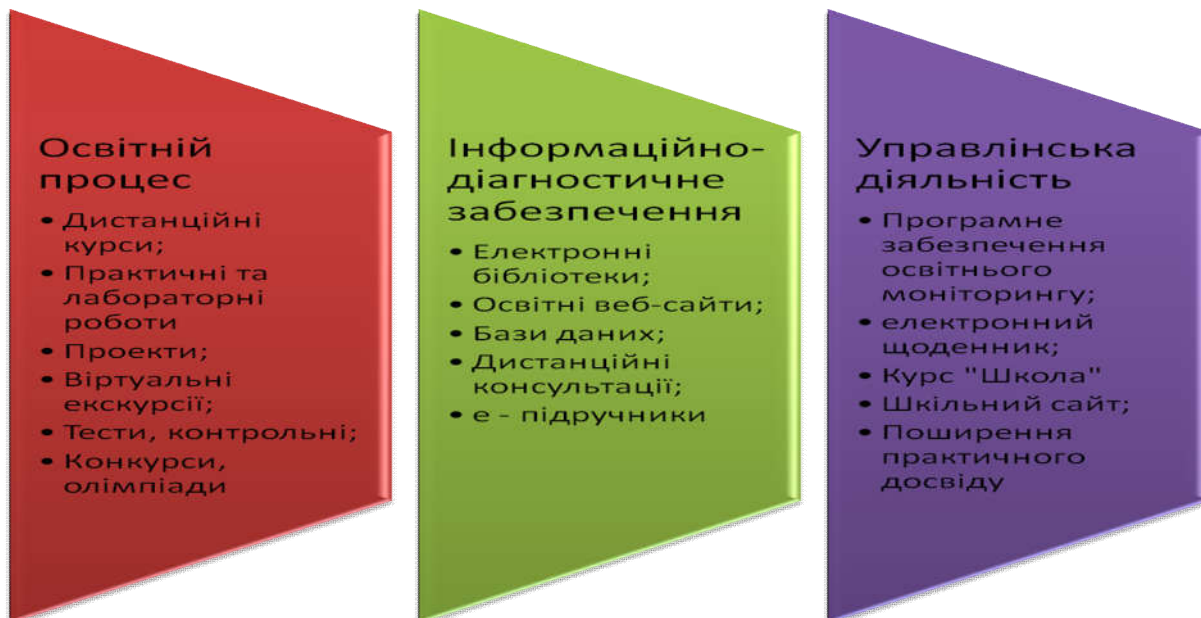 Освітній
процес
• Дистанційні
курси;
• Практичні та
лабораторні
роботи
• Проекти;
• Віртуальні
екскурсії;
• Тести, контрольні;
• Конкурси,
олімпіади
Інформаційно-
діагностичне
забезпечення
• Електронні
бібліотеки;
• Освітні веб-сайти;
• Бази даних;
• Дистанційні
консультації;
• е - підручники
Управлінська
діяльність
• Програмне
забезпечення
освітнього
моніторингу;
• електронний
щоденник;
• Курс "Школа"
• Шкільний сайт;
• Поширення
практичного
досвіду